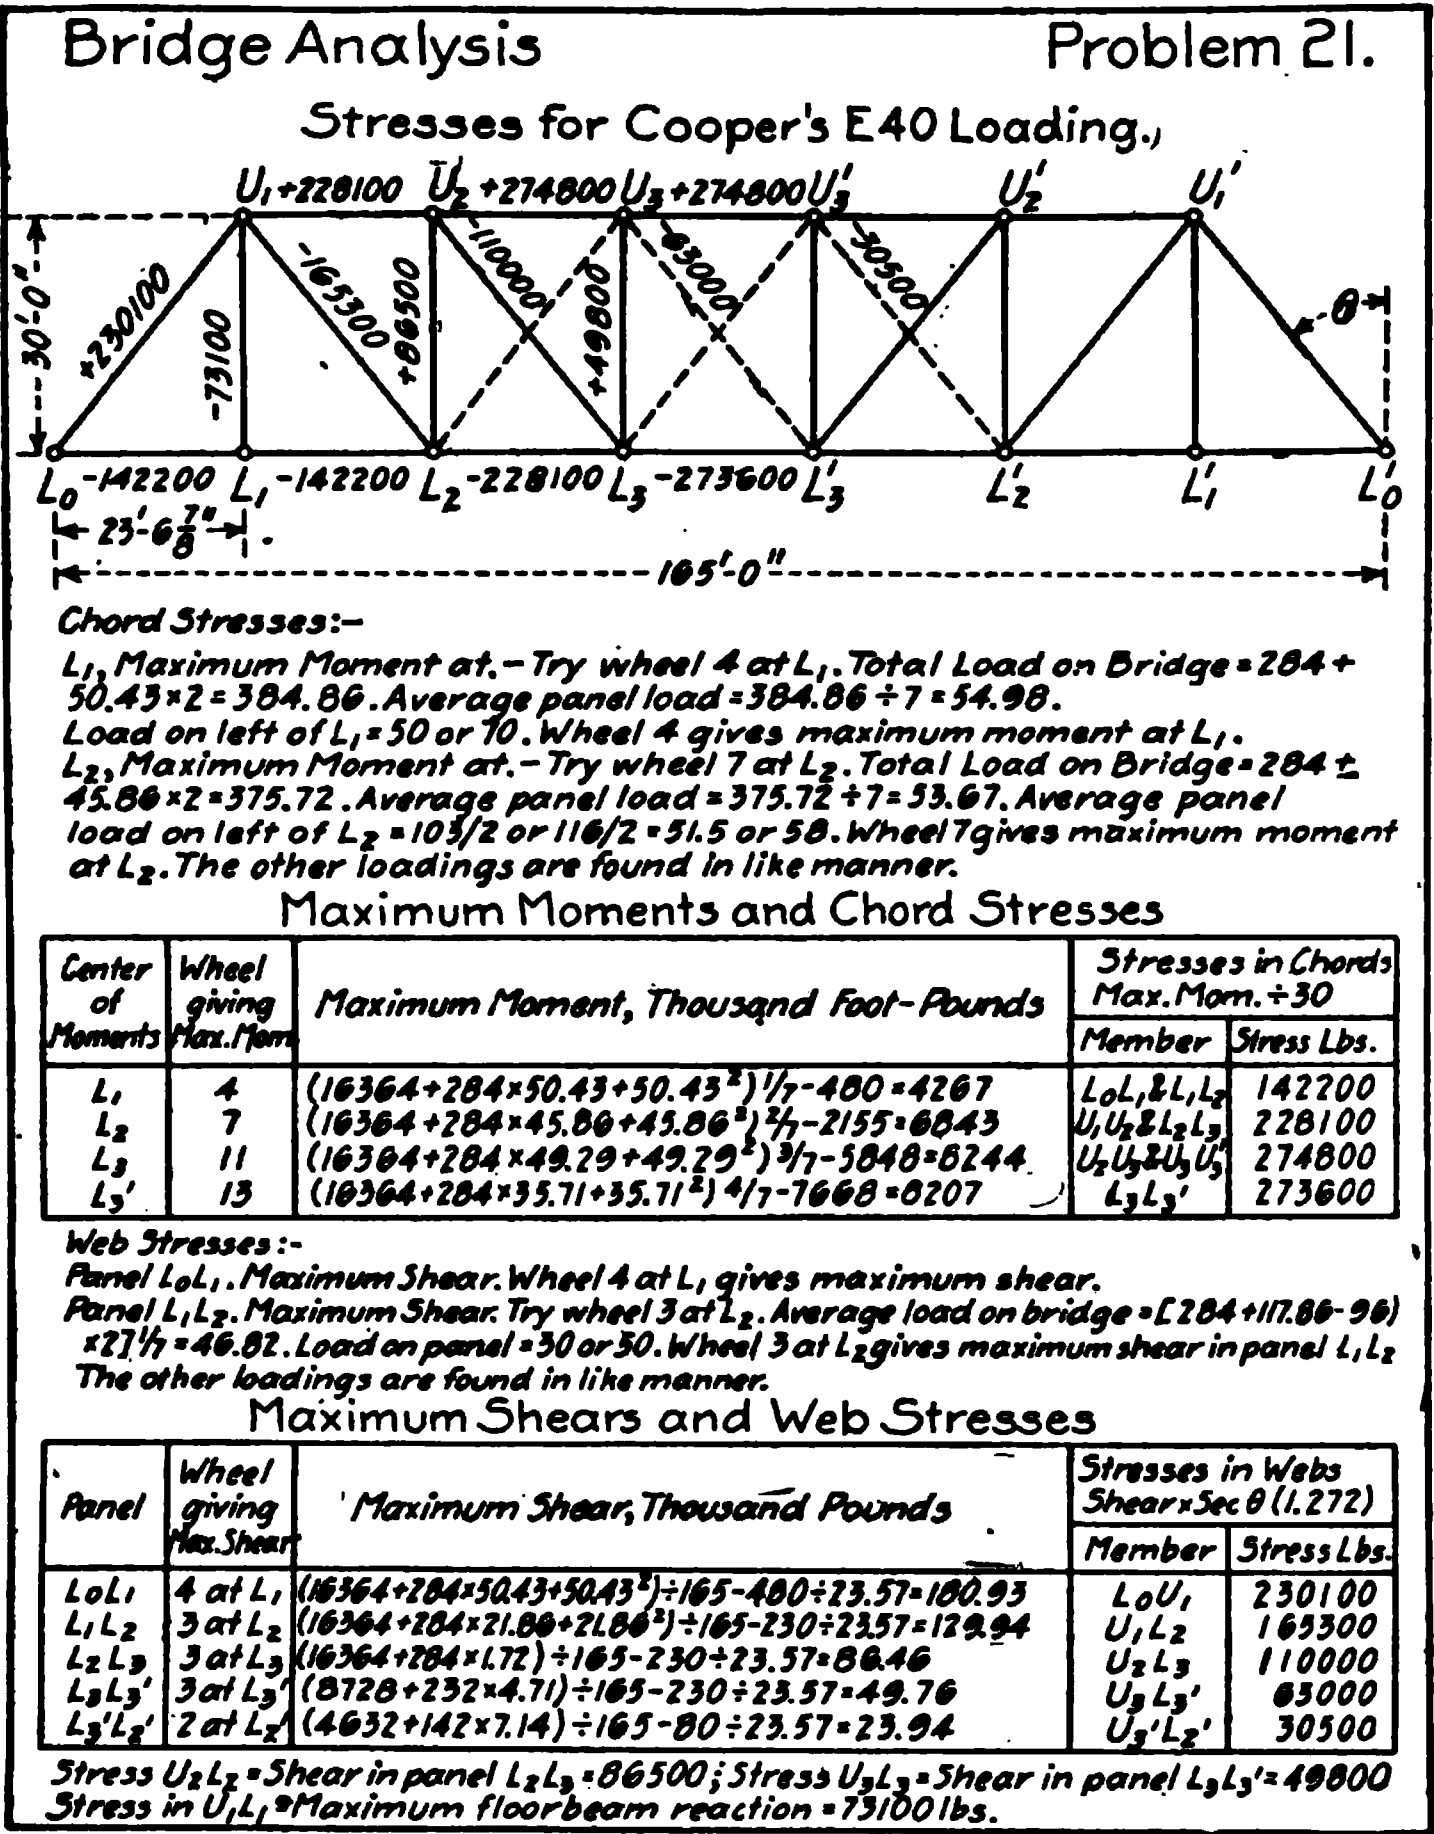 Bridge Analysis Problem 21.
Stresses for Cooper's E40 Loading.
U₁ +228100 U₂ +274800 U₃ +274800 U₃' U₂' U₁'
30'-0"
+230100
-73100
-165300
+86500
-110000
+49800
-63000
-30500
θ
L₀ -142200 L₁ -142200 L₂ -228100 L₃ -273600 L₃' L₂' L₁' L₀'
23'-6⅞"
165'-0"
Chord Stresses:-
L₁, Maximum Moment at.- Try wheel 4 at L₁. Total Load on Bridge = 284 +
50.43×2 = 384.86. Average panel load = 384.86 ÷ 7 = 54.98.
Load on left of L₁ = 50 or 70. Wheel 4 gives maximum moment at L₁.
L₂, Maximum Moment at.- Try wheel 7 at L₂. Total Load on Bridge = 284 ±
45.86×2 = 375.72. Average panel load = 375.72 ÷ 7 = 53.67. Average panel
load on left of L₂ = 103/2 or 116/2 = 51.5 or 58. Wheel 7 gives maximum moment
at L₂. The other loadings are found in like manner.
Maximum Moments and Chord Stresses
Center of Moments
Wheel giving Max. Mom
Maximum Moment, Thousand Foot-Pounds
Stresses in Chords
Max. Mom. ÷ 30
Member Stress Lbs.
L₁ 4 (16364+284×50.43+50.43²) 1/7 - 480 = 4267 L₀L₁ & L₁L₂ 142200
L₂ 7 (16364+284×45.86+45.86²) 2/7 - 2155 = 6843 U₁U₂ & L₂L₃ 228100
L₃ 11 (16364+284×49.29+49.29²) 3/7 - 5848 = 8244 U₂U₃ & U₃U₃' 274800
L₃' 13 (16364+284×35.71+35.71²) 4/7 - 7668 = 8207 L₃L₃' 273600
Web Stresses:-
Panel L₀L₁. Maximum Shear. Wheel 4 at L₁ gives maximum shear.
Panel L₁L₂. Maximum Shear. Try wheel 3 at L₂. Average load on bridge = [284+(117.86-96)
×2] 1/7 = 46.82. Load on panel = 30 or 50. Wheel 3 at L₂ gives maximum shear in panel L₁L₂
The other loadings are found in like manner.
Maximum Shears and Web Stresses
Panel
Wheel giving Max. Shear
Maximum Shear, Thousand Pounds
Stresses in Webs
Shear × Sec θ (1.272)
Member Stress Lbs.
L₀L₁ 4 at L₁ (16364+284×50.43+50.43²)÷165-480÷23.57=180.93 L₀U₁ 230100
L₁L₂ 3 at L₂ (16364+284×21.86+21.86²)÷165-230÷23.57=129.94 U₁L₂ 165300
L₂L₃ 3 at L₃ (16364+284×1.72)÷165-230÷23.57=86.46 U₂L₃ 110000
L₃L₃' 3 at L₃' (8728+232×4.71)÷165-230÷23.57=49.76 U₃L₃' 63000
L₃'L₂' 2 at L₂' (4632+142×7.14)÷165-80÷23.57=23.94 U₃'L₂' 30500
Stress U₂L₂ = Shear in panel L₂L₃ = 86500; Stress U₃L₃ = Shear in panel L₃L₃' = 49800
Stress in U₁L₁ = Maximum floorbeam reaction = 73100 lbs.